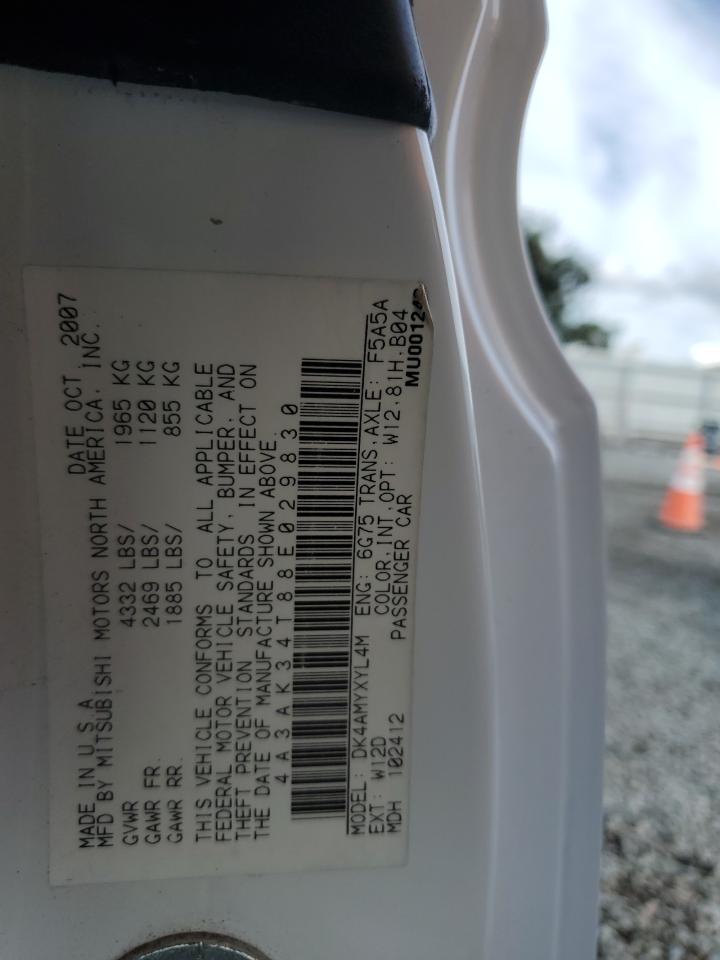 MADE IN U S A DATE OCT 2007
MFD BY MITSUBISHI MOTORS NORTH AMERICA, INC.
GVWR 4332 LBS/ 1965 KG
GAWR FR. 2469 LBS/ 1120 KG
GAWR RR. 1885 LBS/ 855 KG
THIS VEHICLE CONFORMS TO ALL APPLICABLE
FEDERAL MOTOR VEHICLE SAFETY, BUMPER, AND
THEFT PREVENTION STANDARDS IN EFFECT ON
THE DATE OF MANUFACTURE SHOWN ABOVE.
4A3AK34T88E029830
MODEL: DK4AMYXYL4M ENG: 6G75 TRANS,AXLE: F5A5A
EXT: W12D COLOR,INT,OPT: W12,81H,B04
MDH 102412 PASSENGER CAR